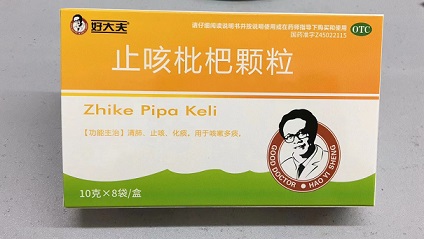 好大夫
请仔细阅读说明书并按说明使用或在药师指导下购买和使用
国药准字Z45022115
OTC
止咳枇杷颗粒
Zhike Pipa Keli
【功能主治】清肺、止咳、化痰。用于咳嗽多痰。
GOOD DOCTOR · HAO YI SHENG
10克×8袋/盒